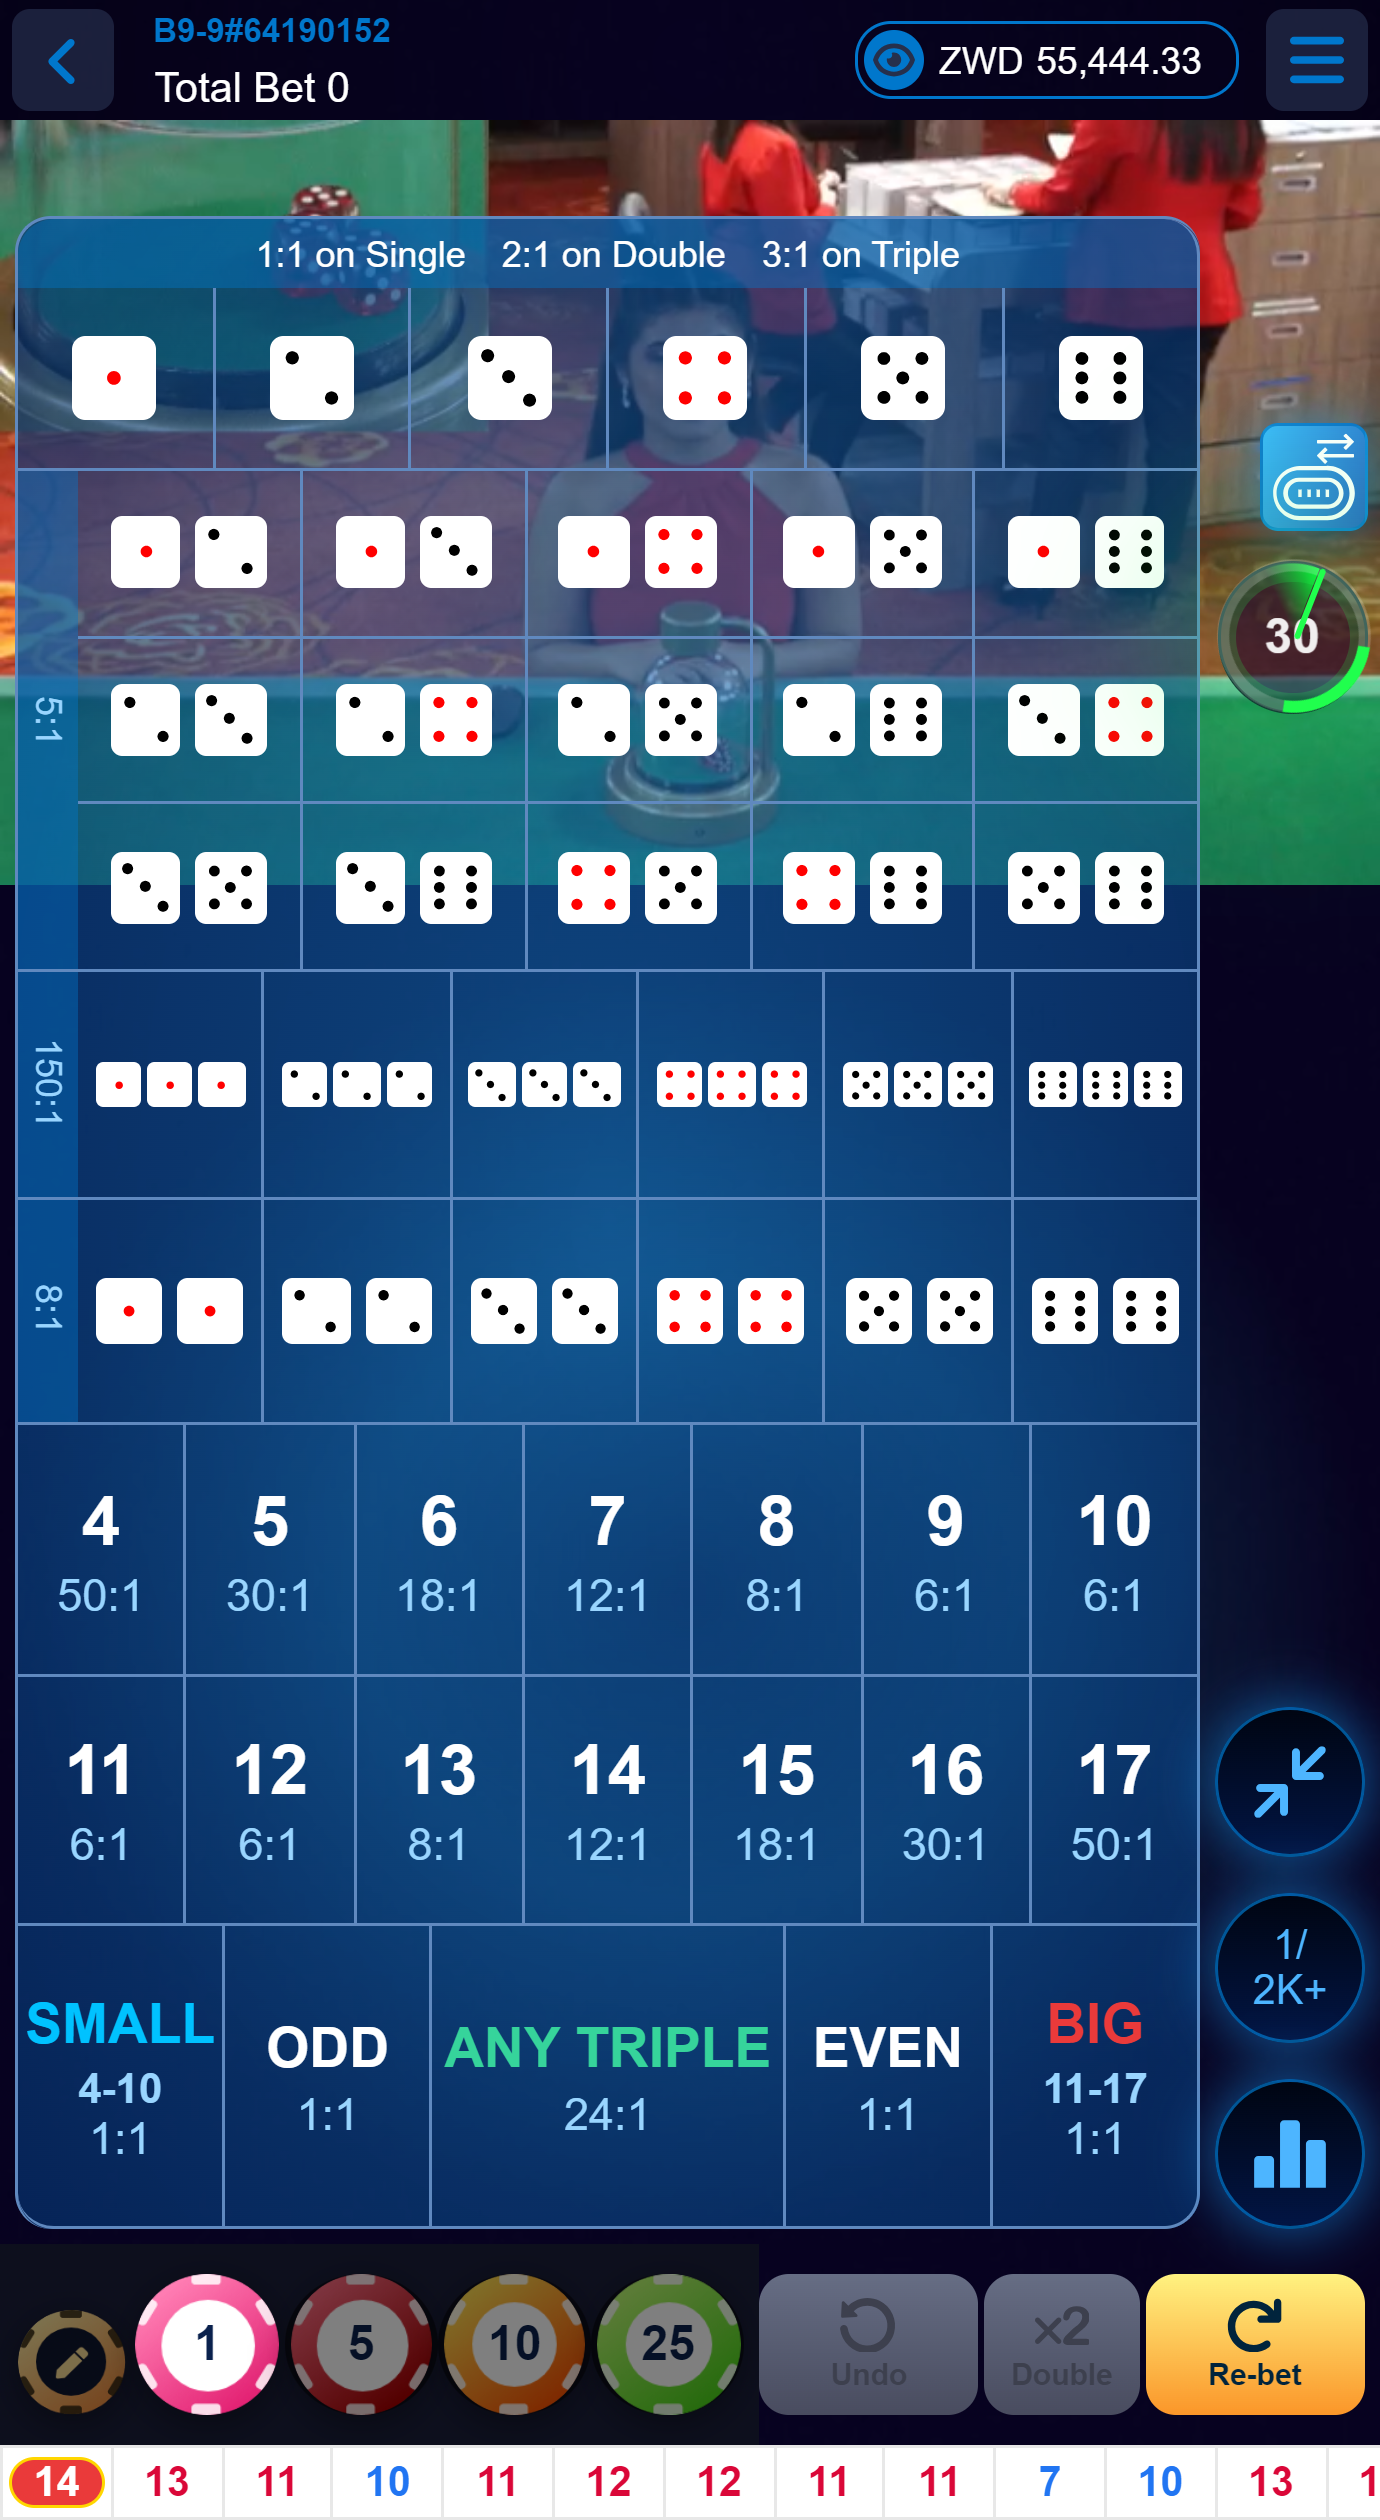 B9-9#64190152
Total Bet 0
ZWD 55,444.33
1:1 on Single 2:1 on Double 3:1 on Triple
30
5:1
150:1
8:1
4 5 6 7 8 9 10
50:1 30:1 18:1 12:1 8:1 6:1 6:1
11 12 13 14 15 16 17
6:1 6:1 8:1 12:1 18:1 30:1 50:1
SMALL
4-10
1:1
ODD
1:1
ANY TRIPLE
24:1
EVEN
1:1
BIG
11-17
1:1
1/
2K+
1 5 10 25
Undo
x2
Double
Re-bet
14 13 11 10 11 12 12 11 11 7 10 13